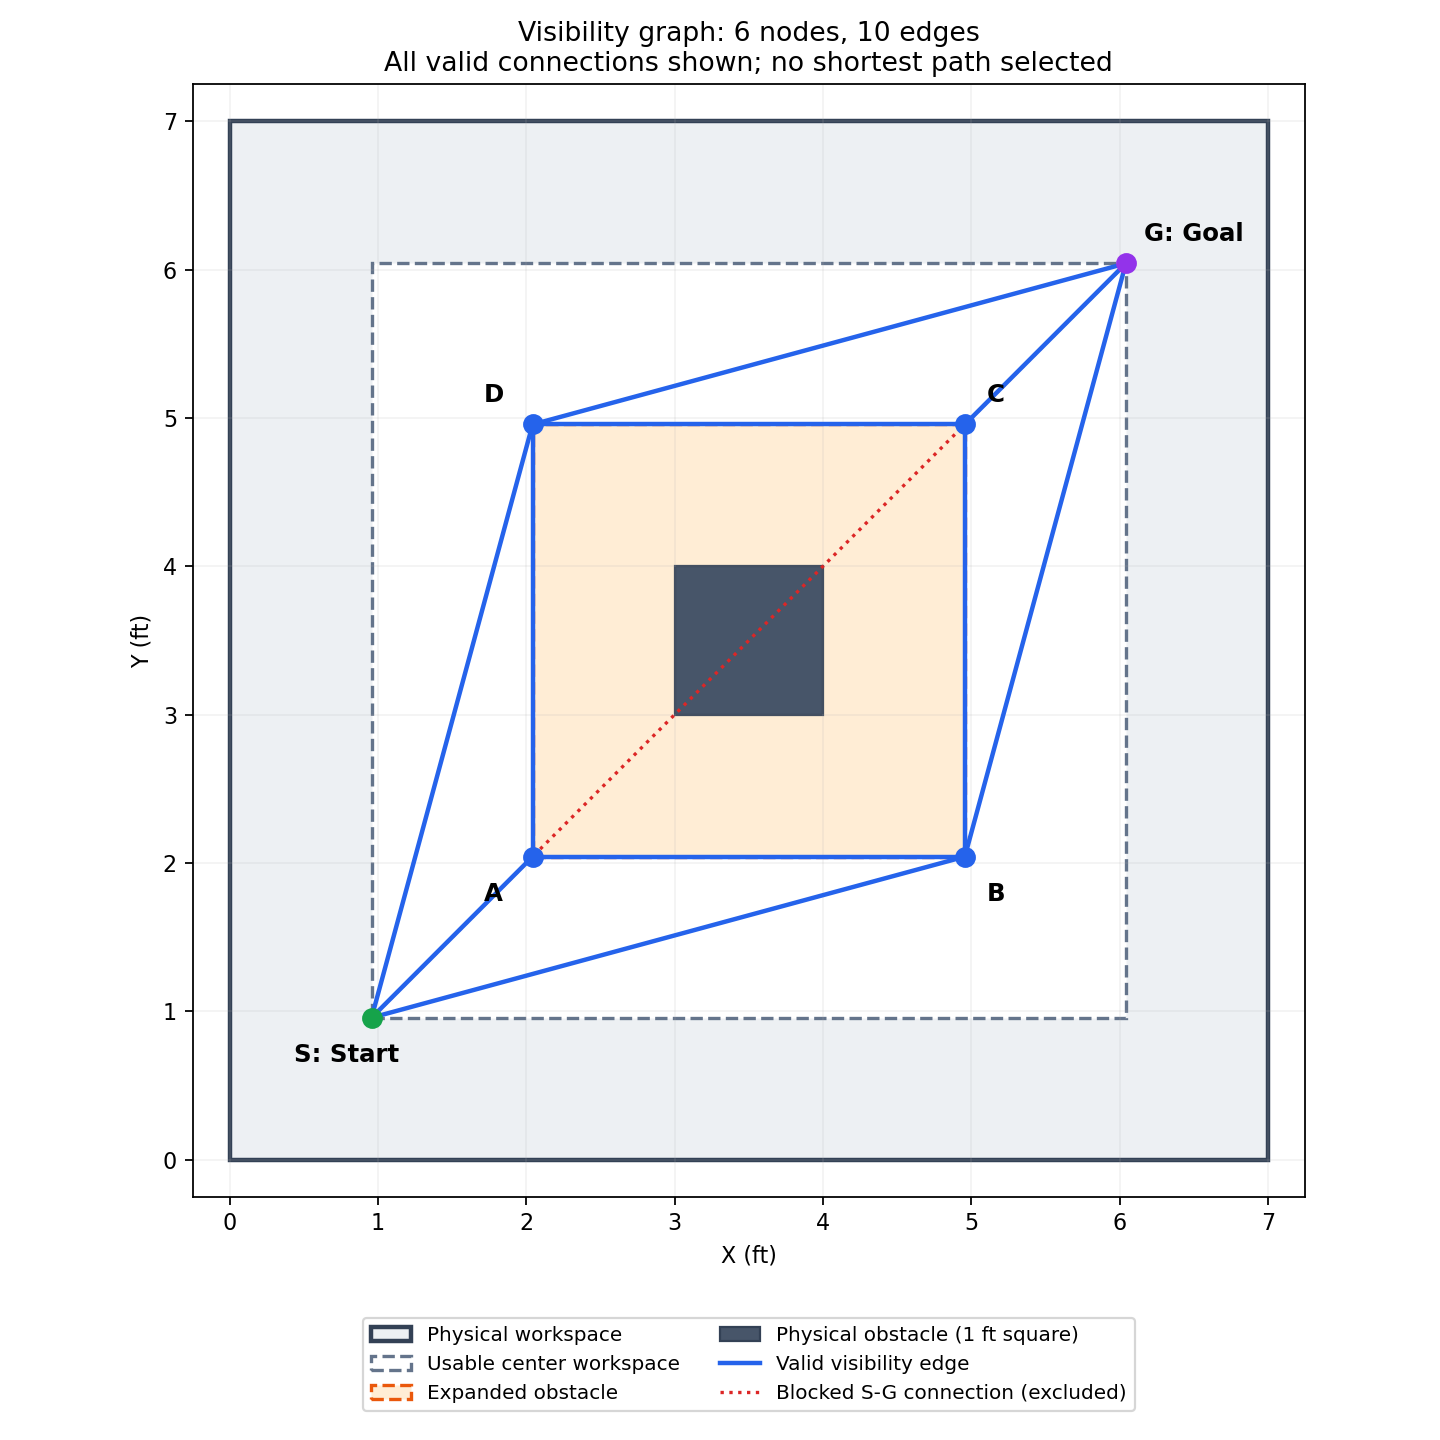 Visibility graph: 6 nodes, 10 edges
All valid connections shown; no shortest path selected
7
G: Goal
6
D
C
5
4
Y (ft)
3
2
A
B
1
S: Start
0
0 1 2 3 4 5 6 7
X (ft)
Physical workspace
Usable center workspace
Expanded obstacle
Physical obstacle (1 ft square)
Valid visibility edge
Blocked S-G connection (excluded)